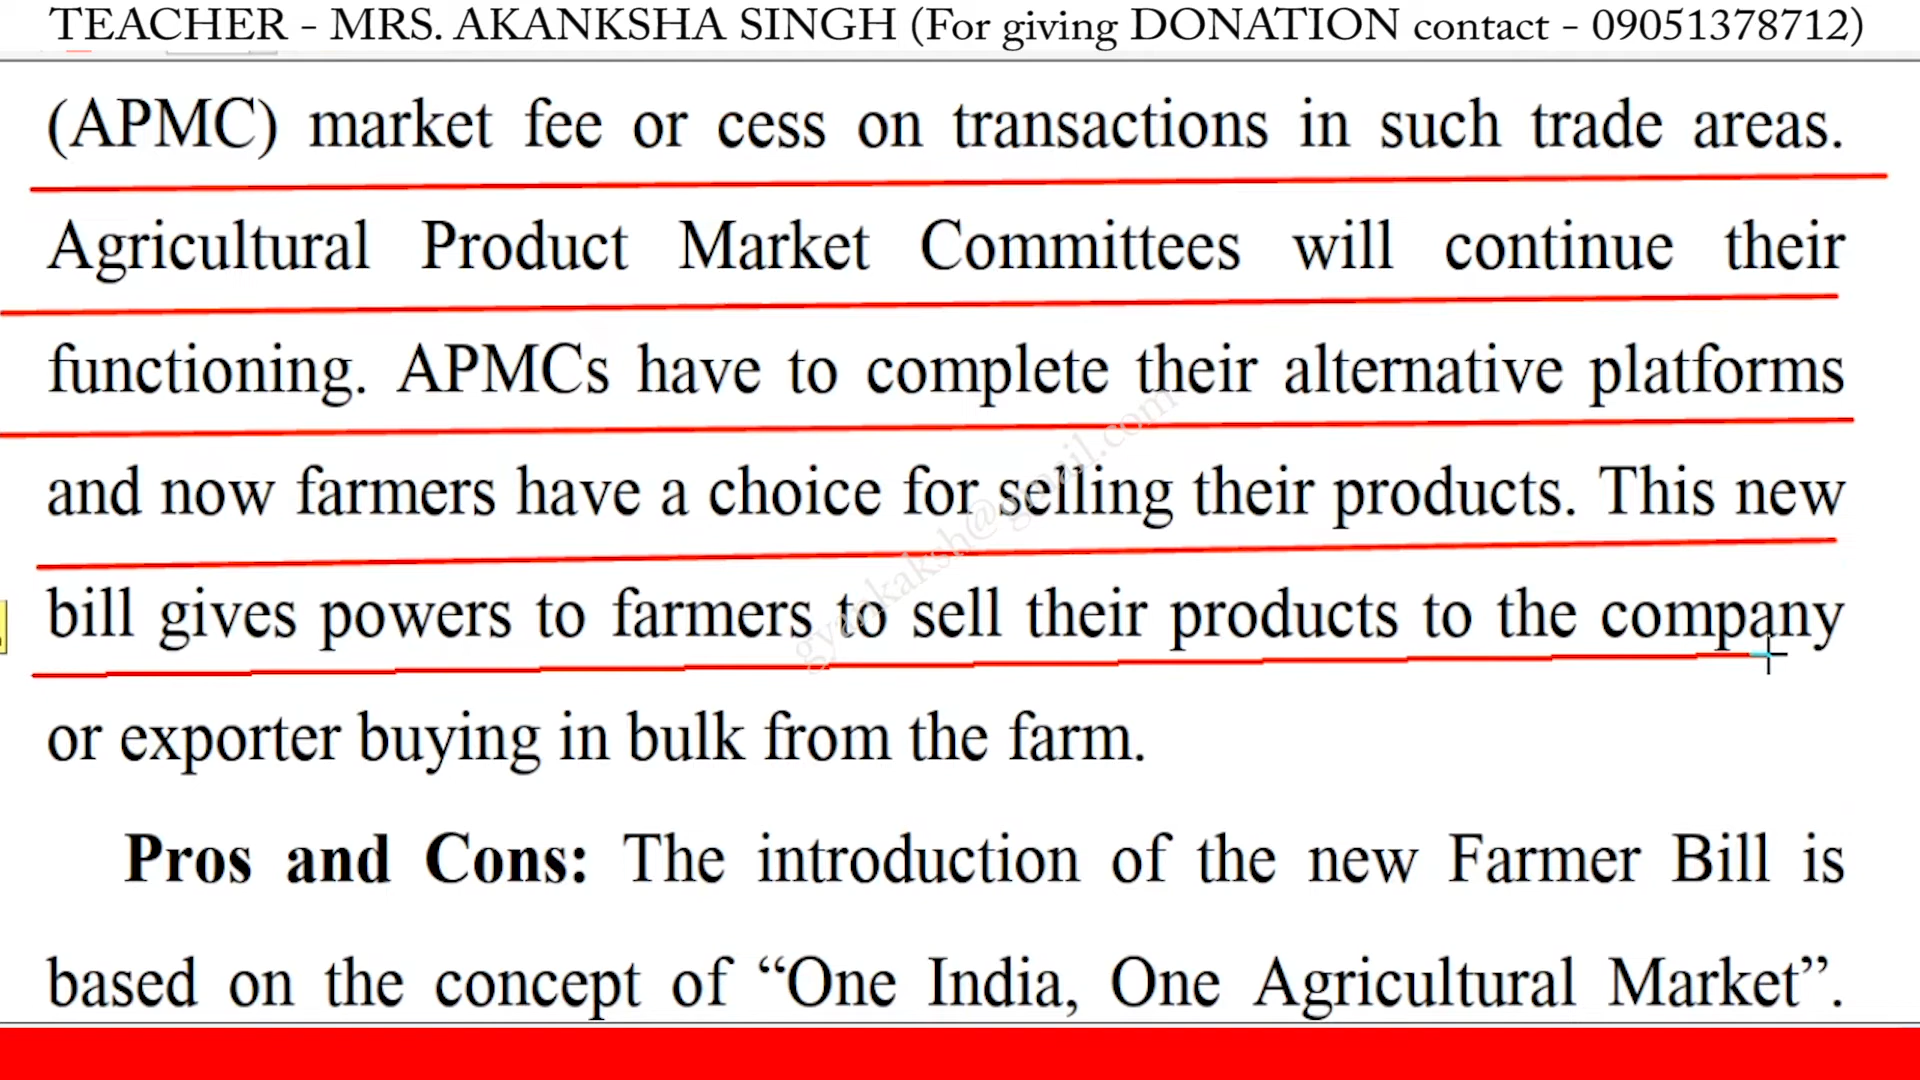 TEACHER - MRS. AKANKSHA SINGH (For giving DONATION contact - 09051378712)
(APMC) market fee or cess on transactions in such trade areas.
Agricultural Product Market Committees will continue their
functioning. APMCs have to complete their alternative platforms
and now farmers have a choice for selling their products. This new
bill gives powers to farmers to sell their products to the company
or exporter buying in bulk from the farm.
Pros and Cons: The introduction of the new Farmer Bill is
based on the concept of “One India, One Agricultural Market”.
gyankaksh@gmail.com